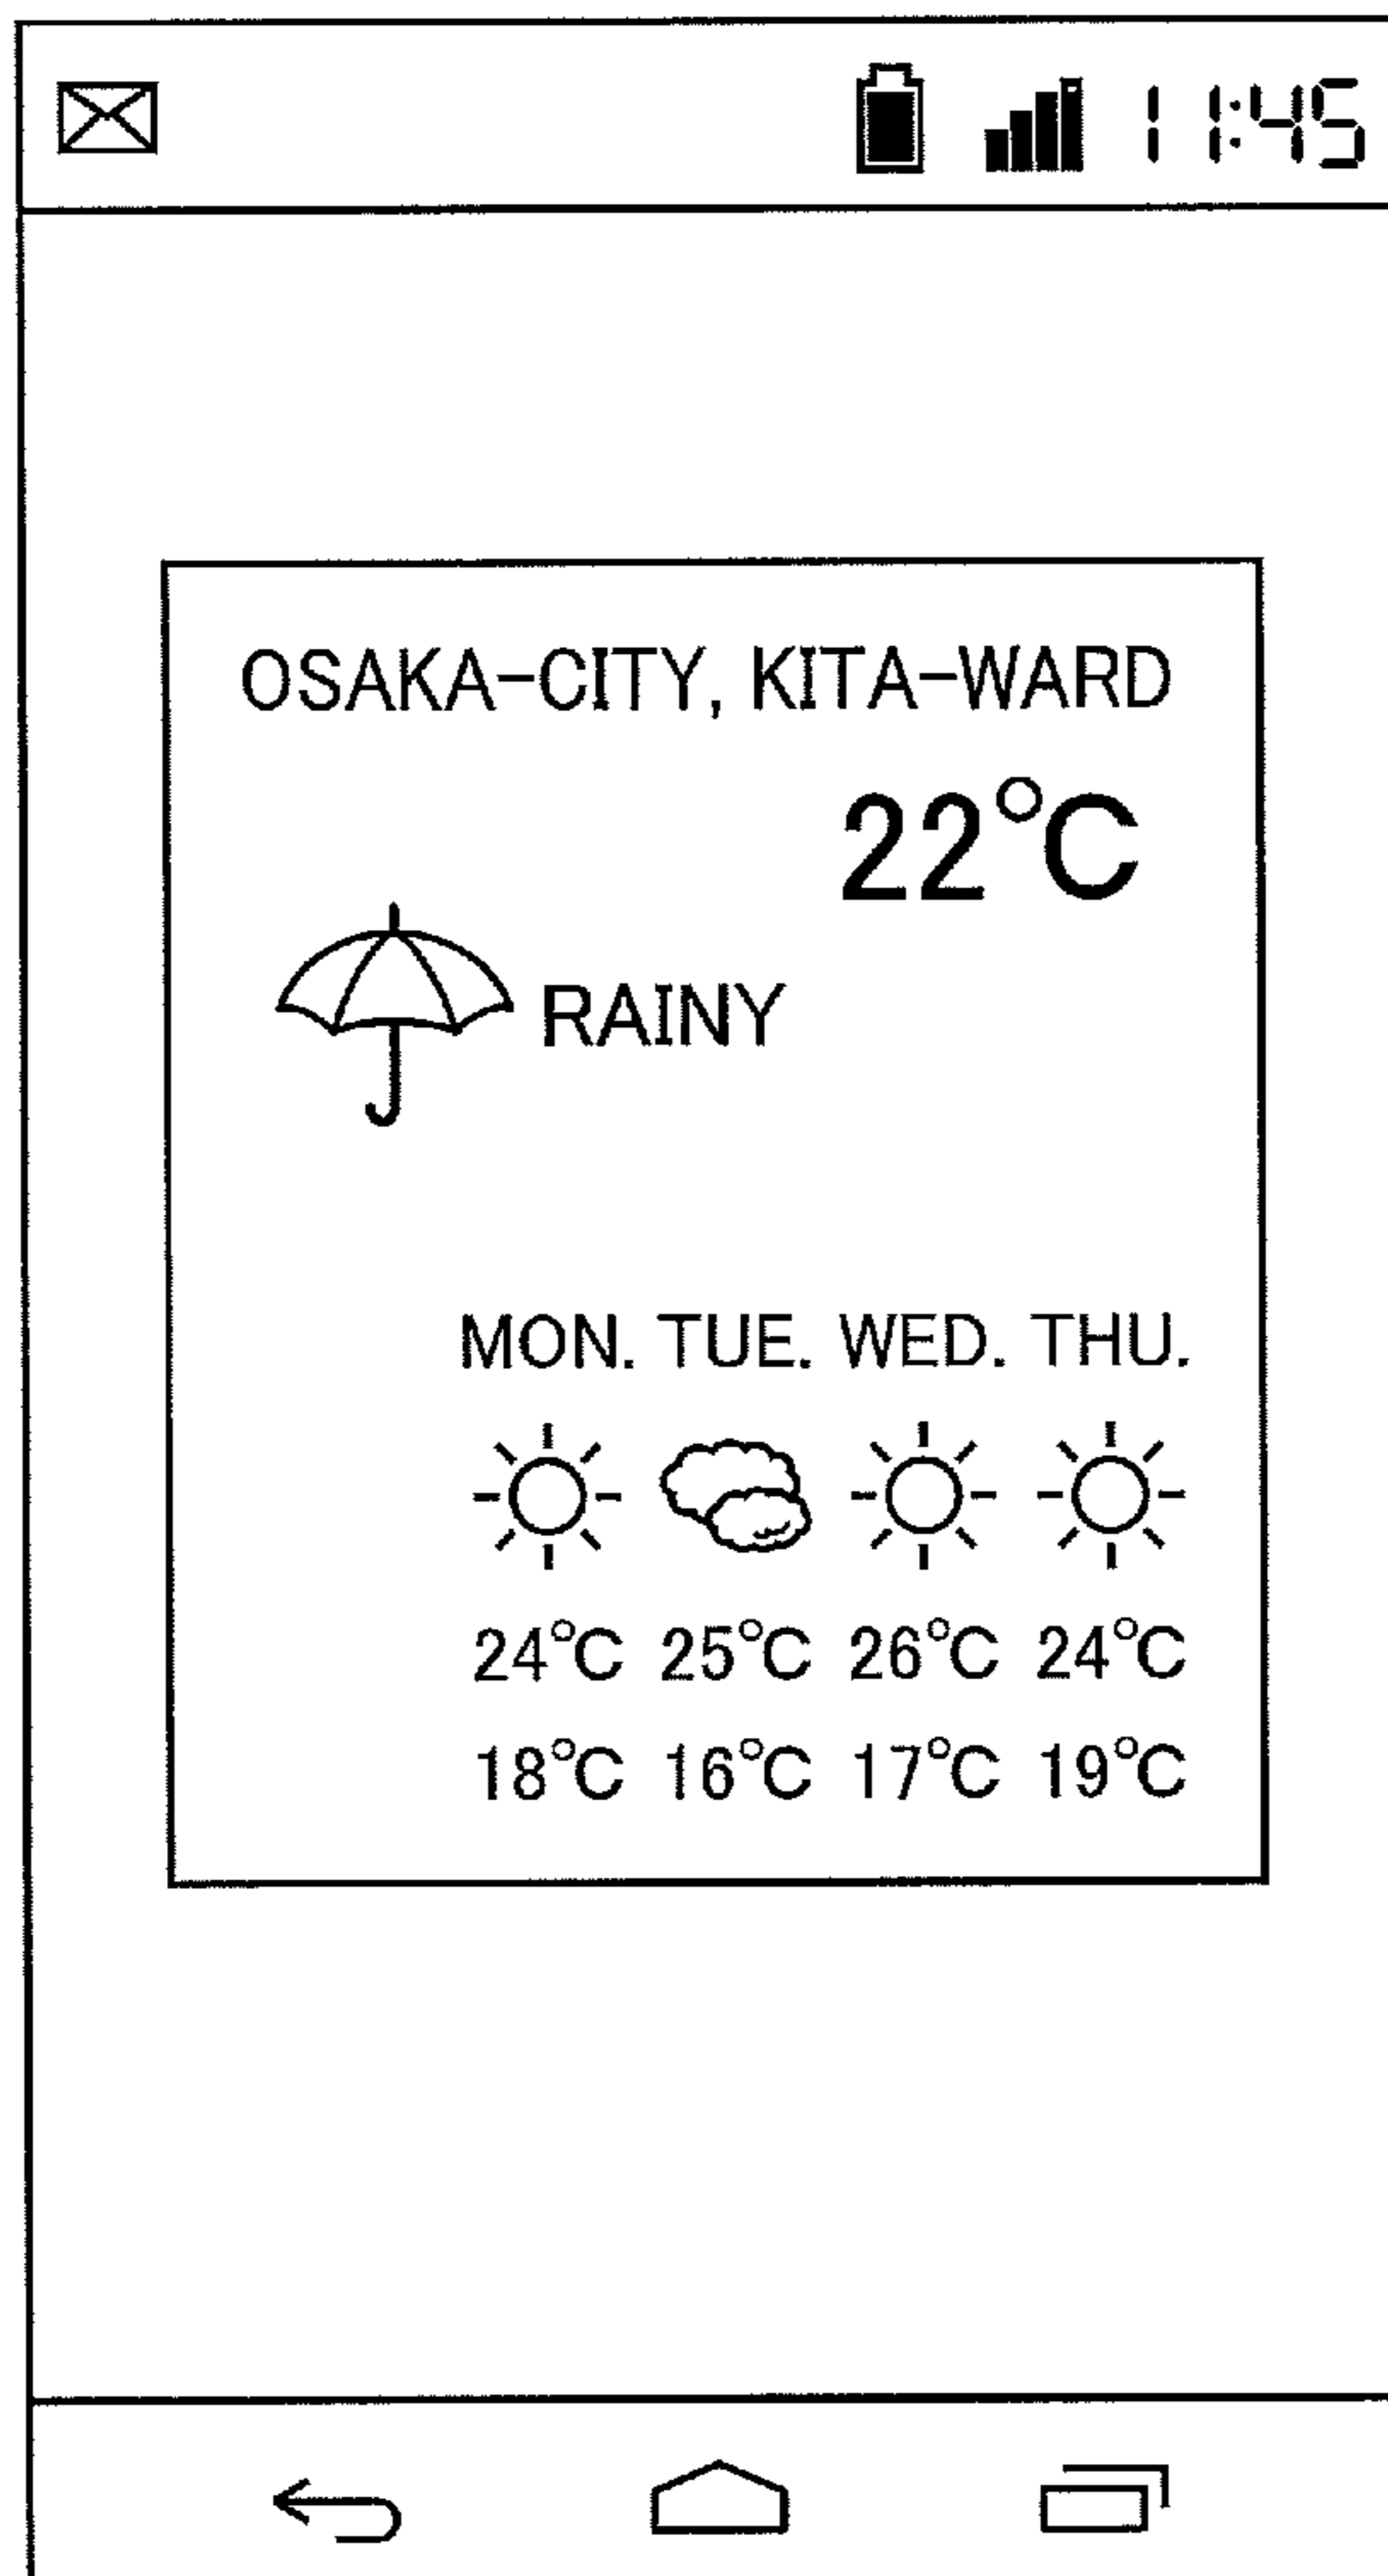 11:45
OSAKA-CITY, KITA-WARD
22°C
RAINY
MON. TUE. WED. THU.
24°C 25°C 26°C 24°C
18°C 16°C 17°C 19°C